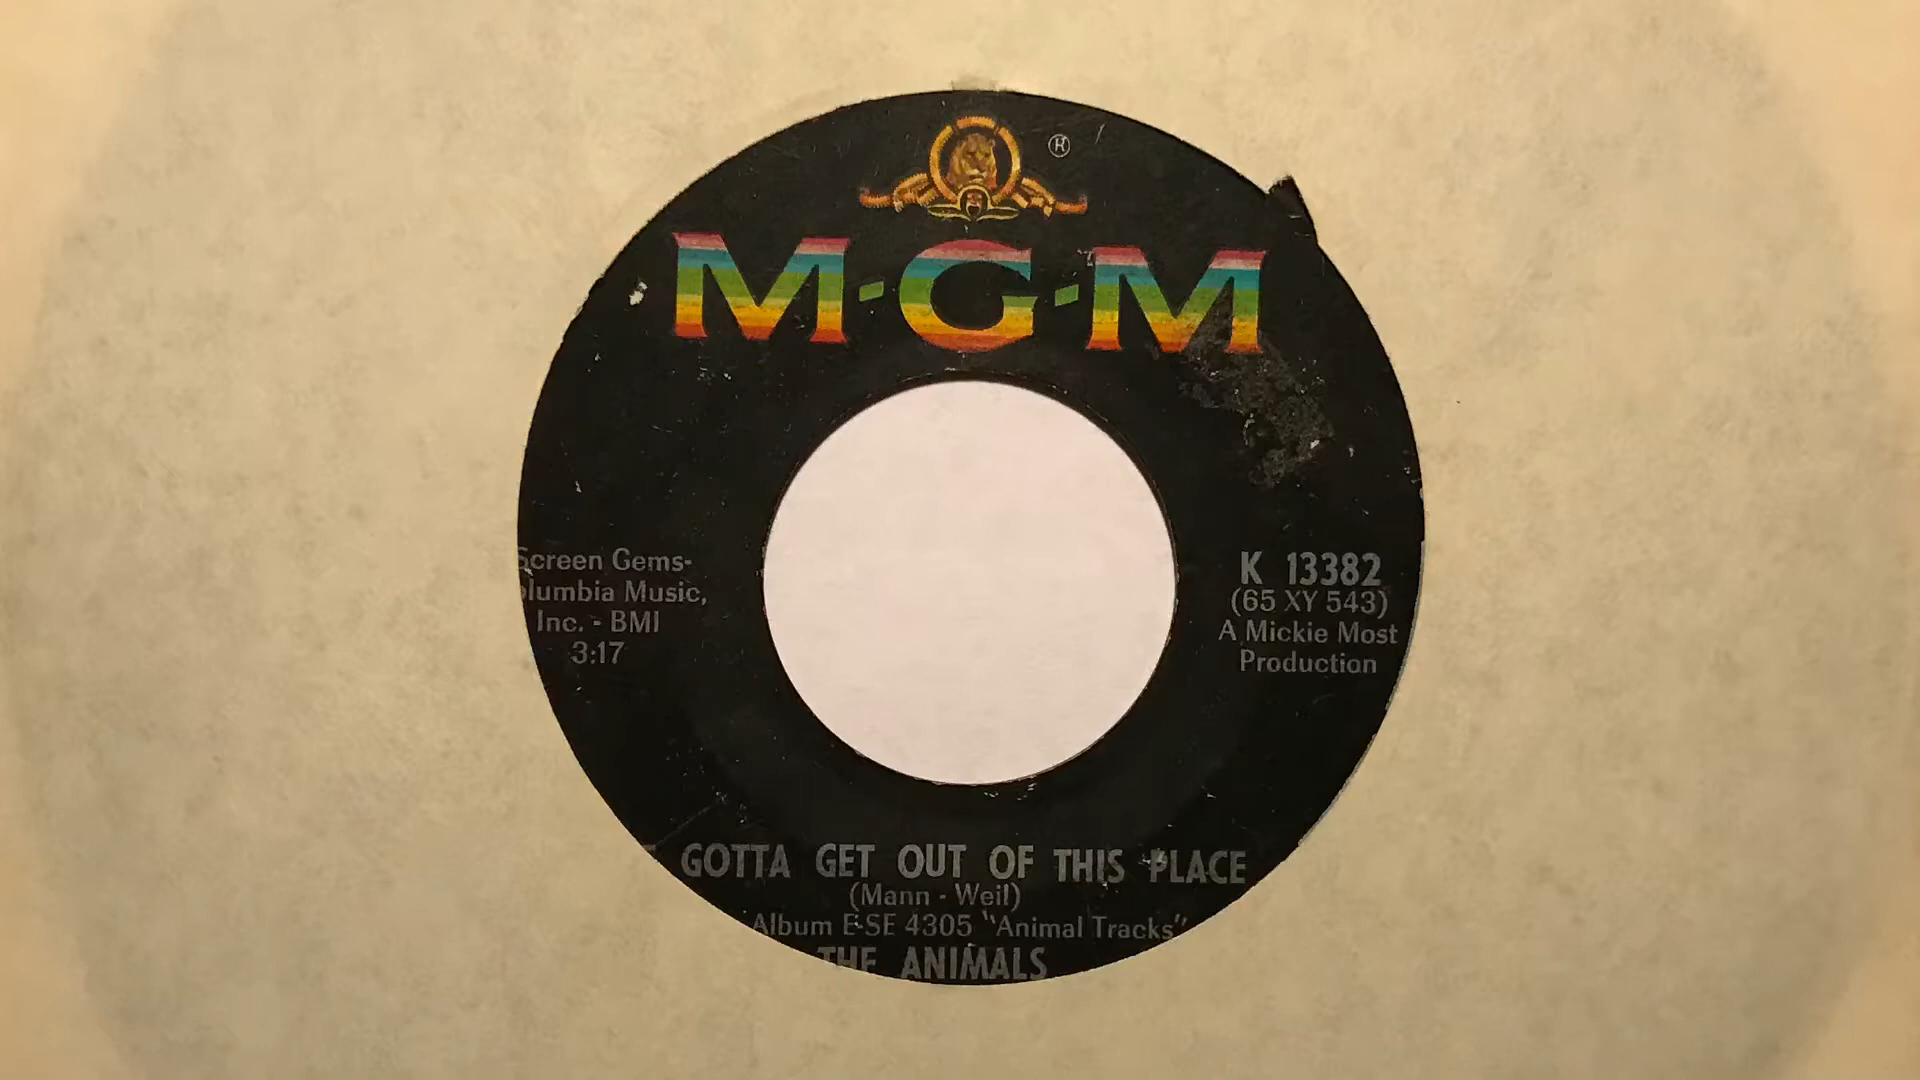 ®
M-G-M
Screen Gems-
olumbia Music,
Inc. - BMI
3:17
K 13382
(65 XY 543)
A Mickie Most
Production
E GOTTA GET OUT OF THIS PLACE
(Mann - Weil)
Album E-SE 4305 "Animal Tracks"
THE ANIMALS